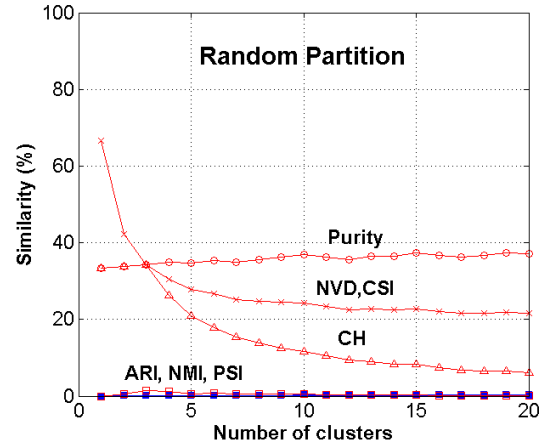 100
Random Partition
80
60
Similarity (%)
40
Purity
NVD,CSI
20
CH
ARI, NMI, PSI
0
0 5 10 15 20
Number of clusters